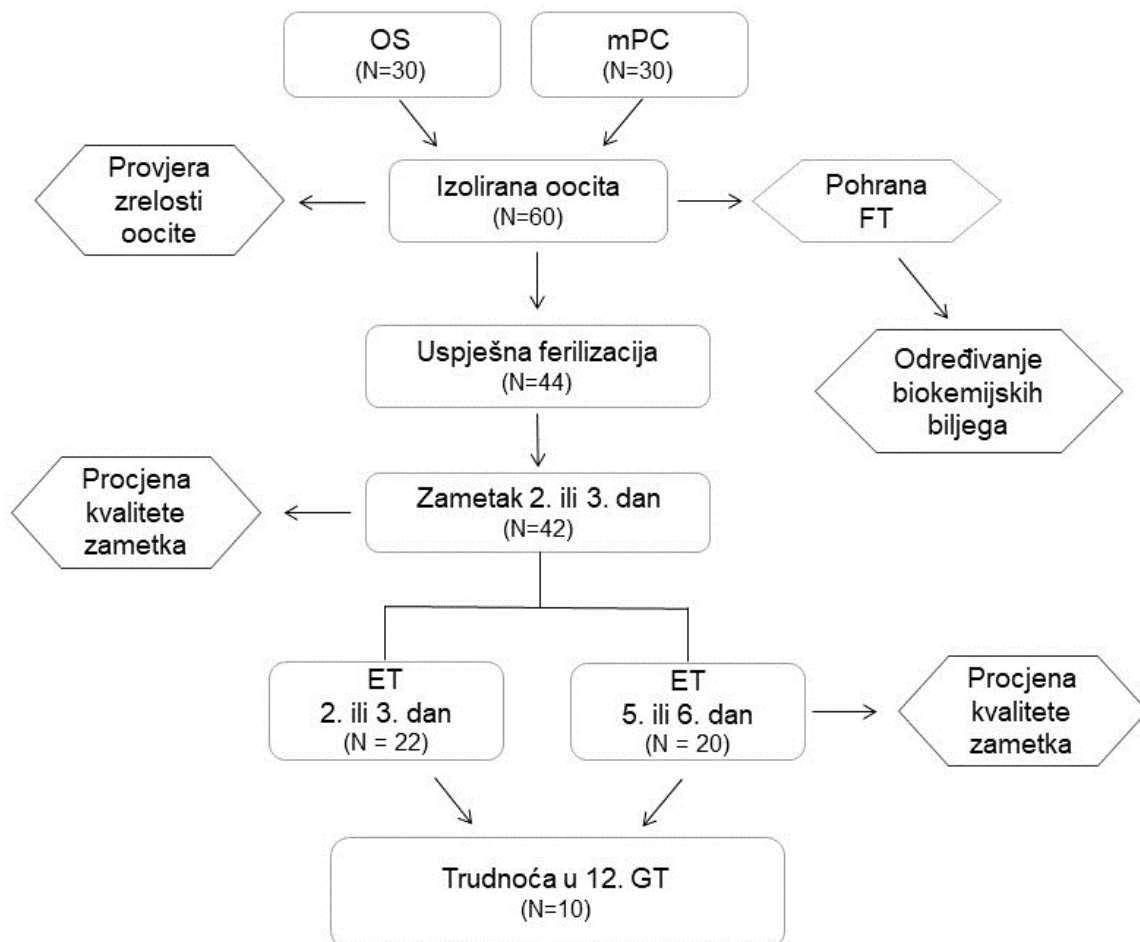 OS
(N=30)
mPC
(N=30)
Provjera
zrelosti
oocite
Izolirana oocita
(N=60)
Pohrana
FT
Uspješna ferilizacija
(N=44)
Određivanje
biokemijskih
biljega
Procjena
kvalitete
zametka
Zametak 2. ili 3. dan
(N=42)
ET
2. ili 3. dan
(N = 22)
ET
5. ili 6. dan
(N = 20)
Procjena
kvalitete
zametka
Trudnoća u 12. GT
(N=10)